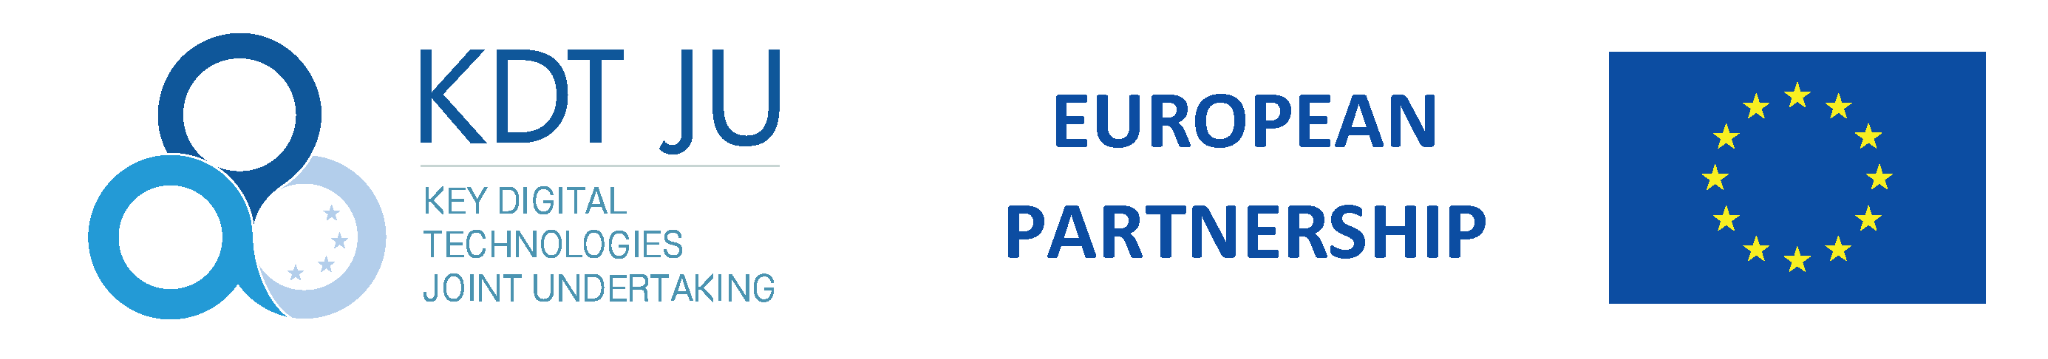 KDT JU
KEY DIGITAL
TECHNOLOGIES
JOINT UNDERTAKING
EUROPEAN
PARTNERSHIP